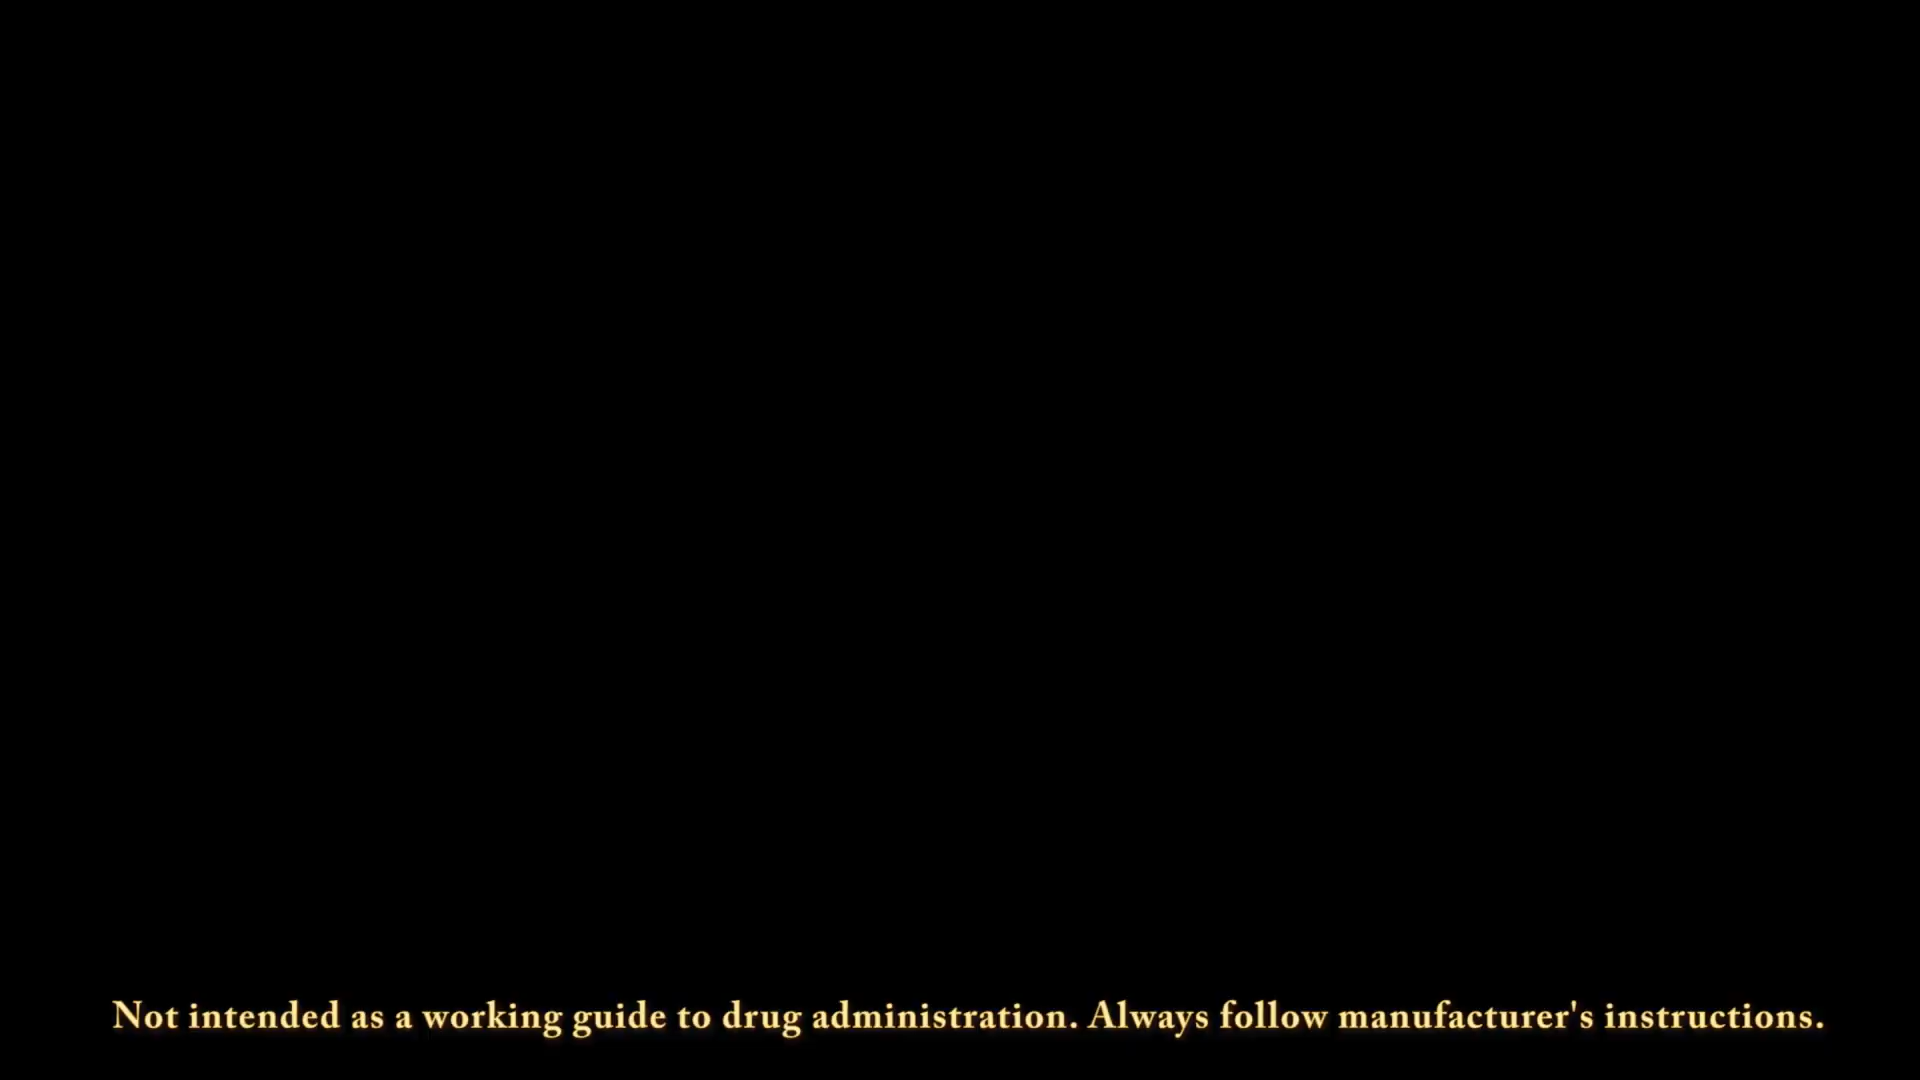 Not intended as a working guide to drug administration. Always follow manufacturer's instructions.